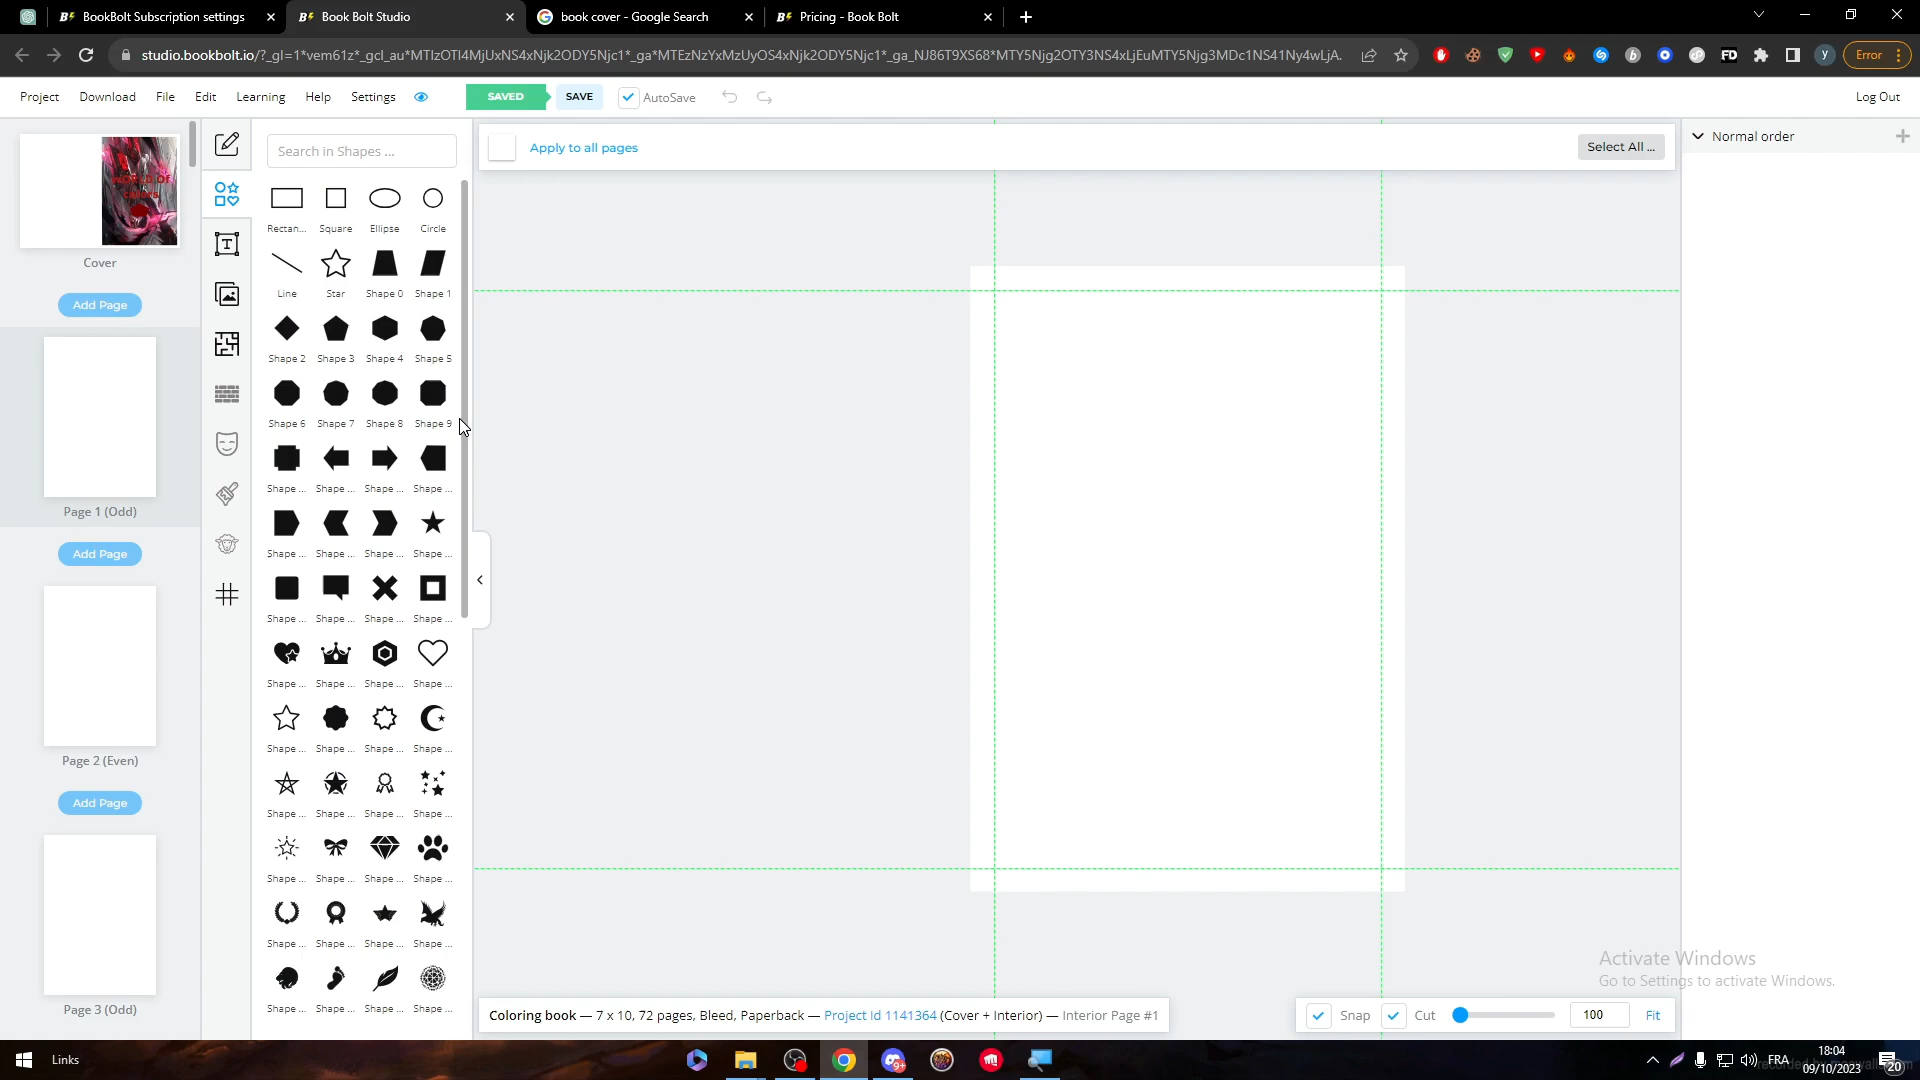 BookBolt Subscription settings
Book Bolt Studio
book cover - Google Search
Pricing - Book Bolt
studio.bookbolt.io/?_gl=1*vem61z*_gcl_au*MTIzOTI4MjUxNS4xNjk2ODY5Njc1*_ga*MTEzNzYxMzUyOS4xNjk2ODY5Njc1*_ga_NJ86T9XS68*MTY5Njg2OTY3NS4xLjEuMTY5Njg3MDc1NS41Ny4wLjA.
FD
y
Error
Project Download File Edit Learning Help Settings
SAVED
SAVE
AutoSave
Log Out
WORLD OF
Cover
Add Page
Page 1 (Odd)
Add Page
Page 2 (Even)
Add Page
Page 3 (Odd)
Search in Shapes ...
Rectan... Square Ellipse Circle
Line Star Shape 0 Shape 1
Shape 2 Shape 3 Shape 4 Shape 5
Shape 6 Shape 7 Shape 8 Shape 9
Shape ... Shape ... Shape ... Shape ...
Shape ... Shape ... Shape ... Shape ...
Shape ... Shape ... Shape ... Shape ...
Shape ... Shape ... Shape ... Shape ...
Shape ... Shape ... Shape ... Shape ...
Shape ... Shape ... Shape ... Shape ...
Shape ... Shape ... Shape ... Shape ...
Shape ... Shape ... Shape ... Shape ...
Shape ... Shape ... Shape ... Shape ...
Apply to all pages
Select All ...
Normal order
Coloring book — 7 x 10, 72 pages, Bleed, Paperback — Project Id 1141364 (Cover + Interior) — Interior Page #1
Snap Cut 100 Fit
Activate Windows
Go to Settings to activate Windows.
Links
9+
FRA
18:04
09/10/2023
20